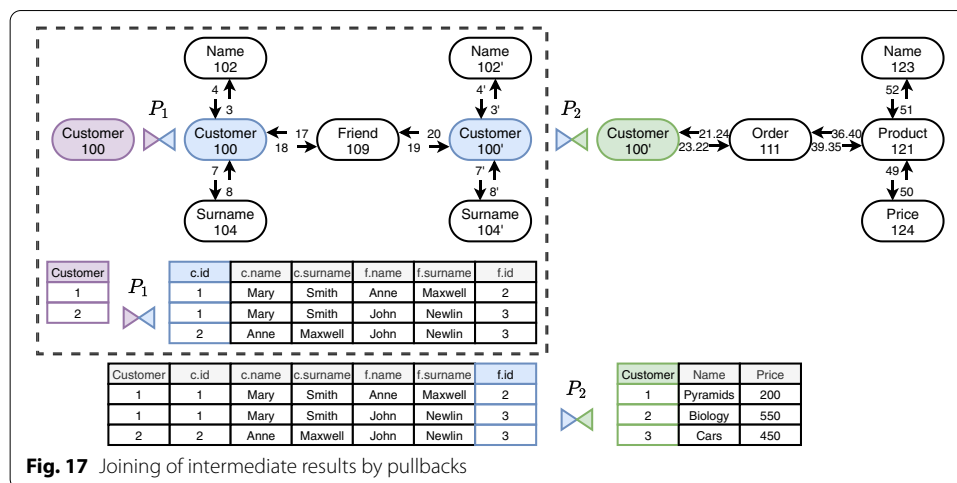 Name Name Name
102 102' 123
4 3 4' 3' 52 51
P1 P2
Customer Customer Friend Customer Customer Order Product
100 100 109 100' 100' 111 121
17 18 20 19 21.24 23.22 36.40 39.35
7 8 7' 8' 49 50
Surname Surname Price
104 104' 124
Customer P1 c.id c.name c.surname f.name f.surname f.id
1 1 Mary Smith Anne Maxwell 2
2 1 Mary Smith John Newlin 3
2 Anne Maxwell John Newlin 3
Customer c.id c.name c.surname f.name f.surname f.id P2 Customer Name Price
1 1 Mary Smith Anne Maxwell 2 1 Pyramids 200
1 1 Mary Smith John Newlin 3 2 Biology 550
2 2 Anne Maxwell John Newlin 3 3 Cars 450
Fig. 17 Joining of intermediate results by pullbacks